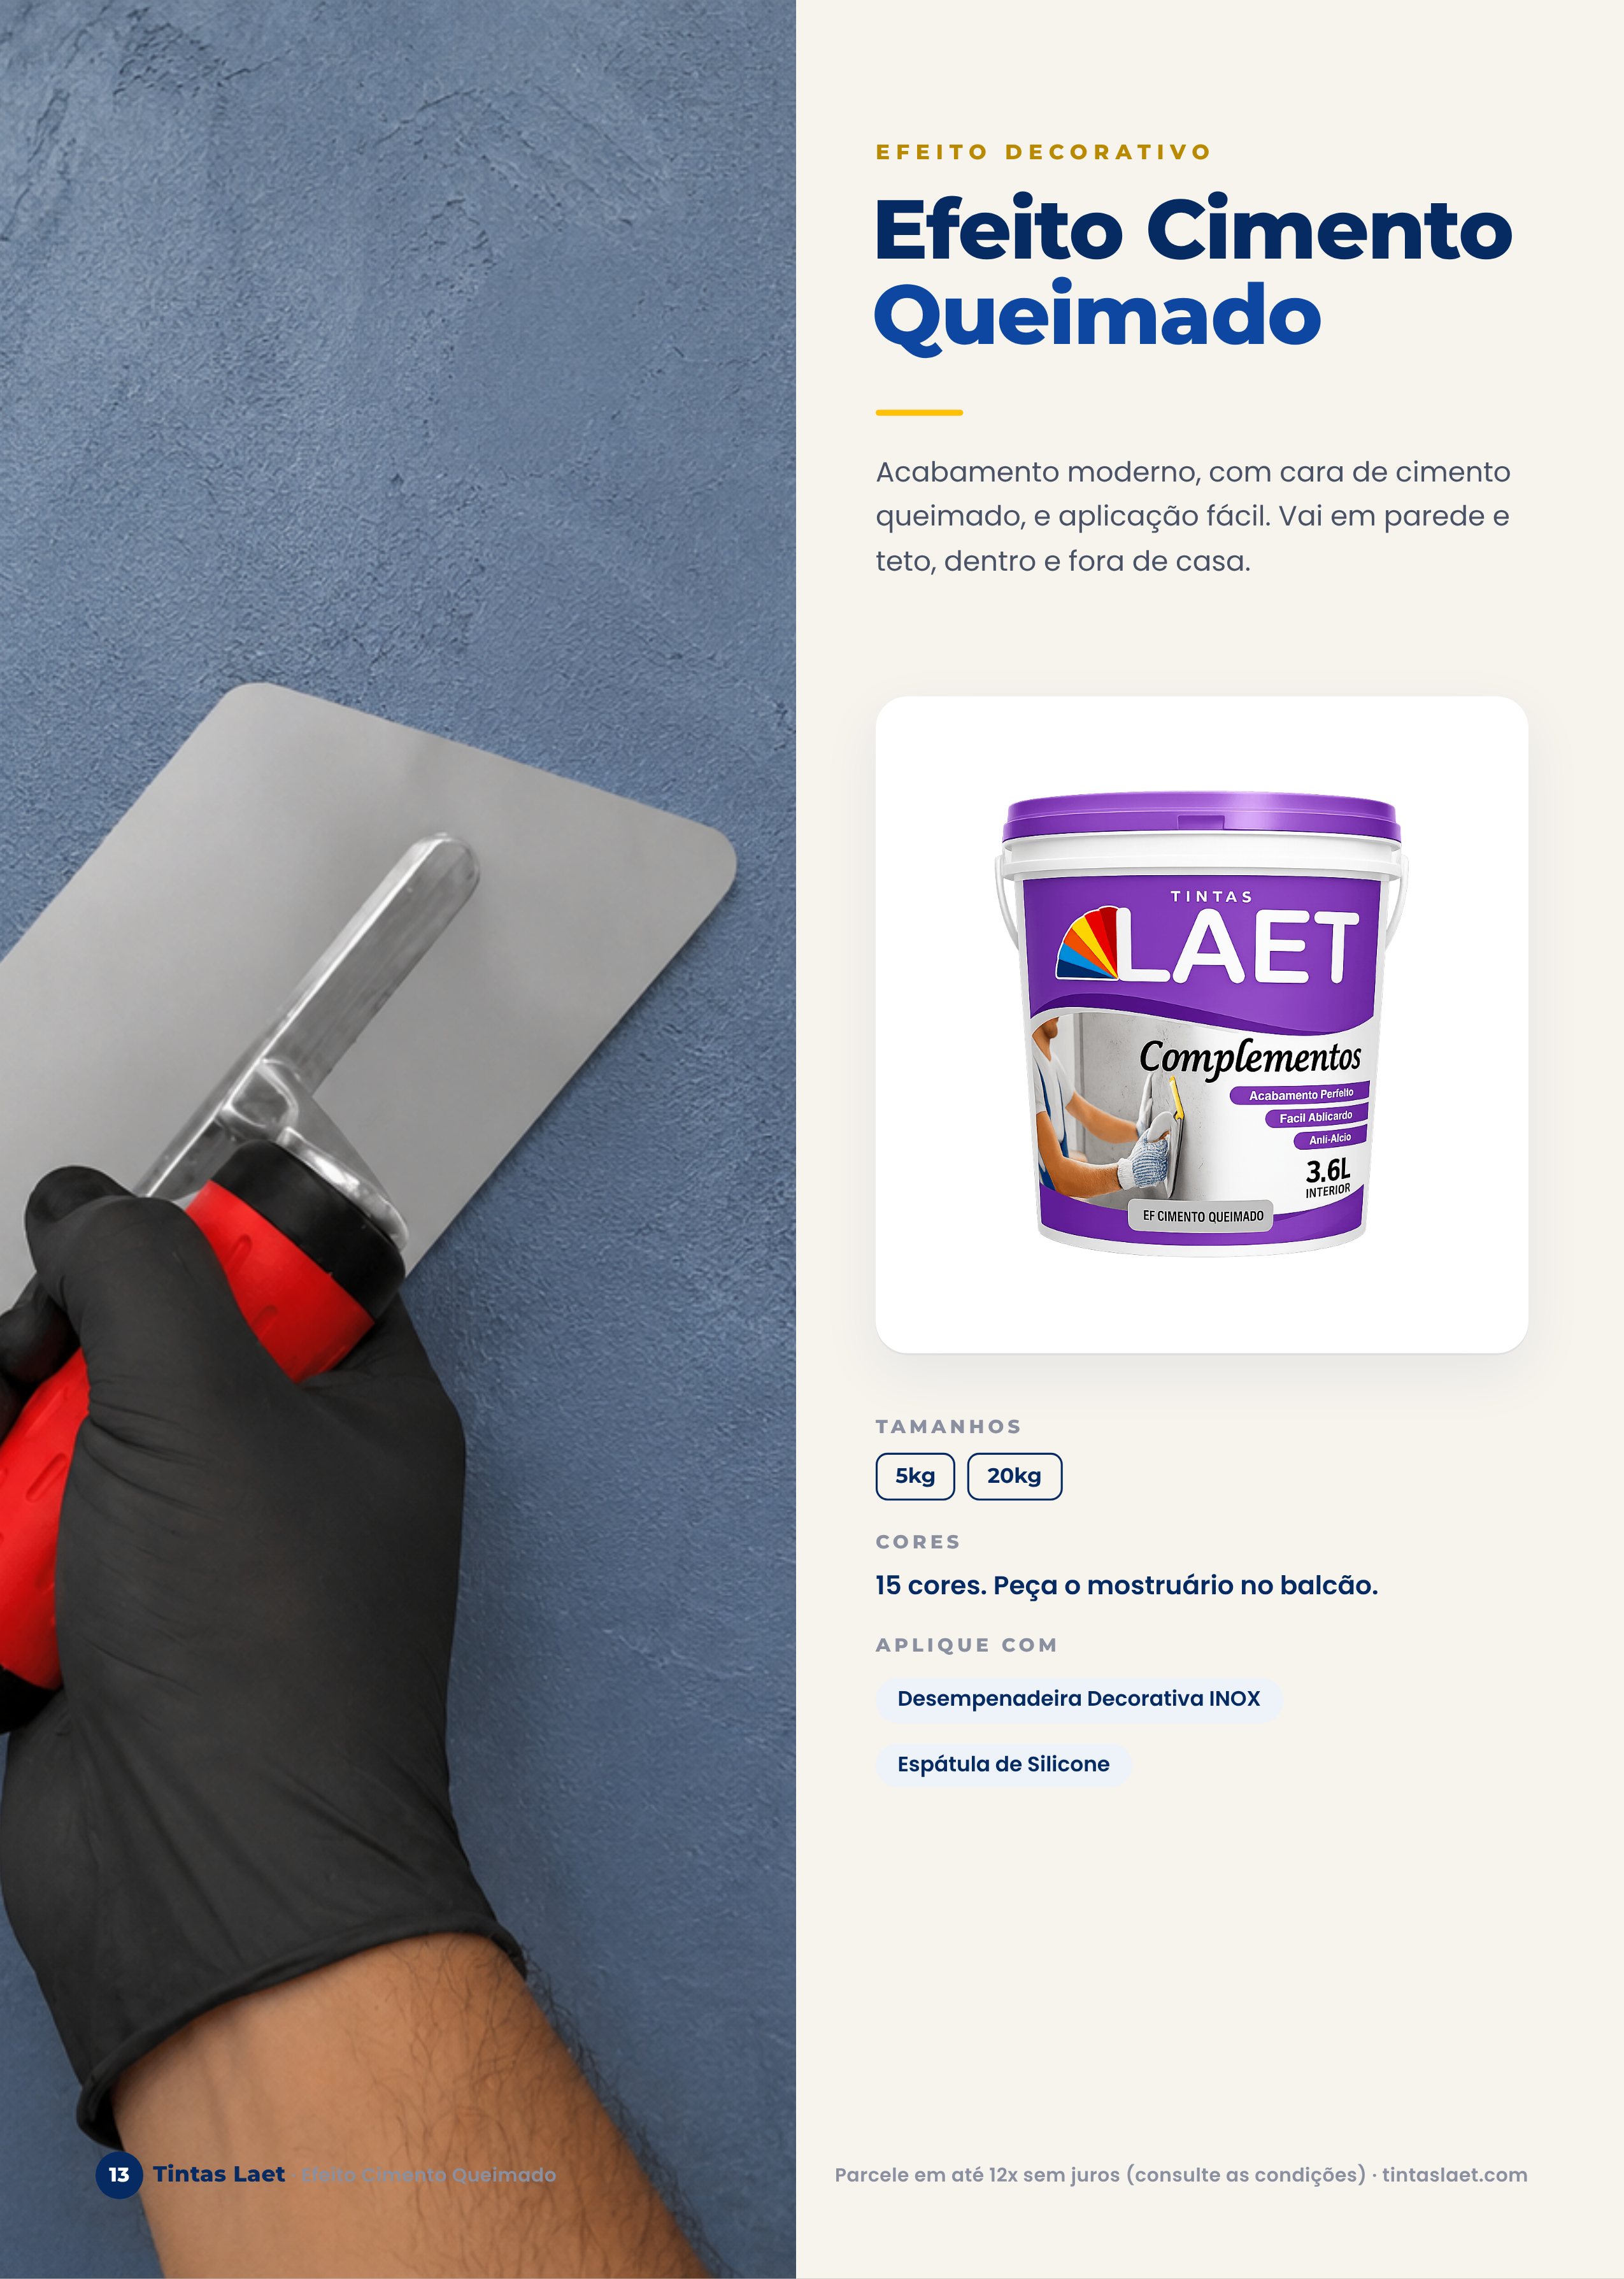 EFEITO DECORATIVO
Efeito Cimento
Queimado
Acabamento moderno, com cara de cimento
queimado, e aplicação fácil. Vai em parede e
teto, dentro e fora de casa.
TINTAS
LAET
Complementos
Acabamento Perfeito
Facil Ablicardo
Anli-Alcio
3.6L
INTERIOR
EF CIMENTO QUEIMADO
TAMANHOS
5kg 20kg
CORES
15 cores. Peça o mostruário no balcão.
APLIQUE COM
Desempenadeira Decorativa INOX
Espátula de Silicone
13 Tintas Laet Efeito Cimento Queimado
Parcele em até 12x sem juros (consulte as condições) · tintaslaet.com